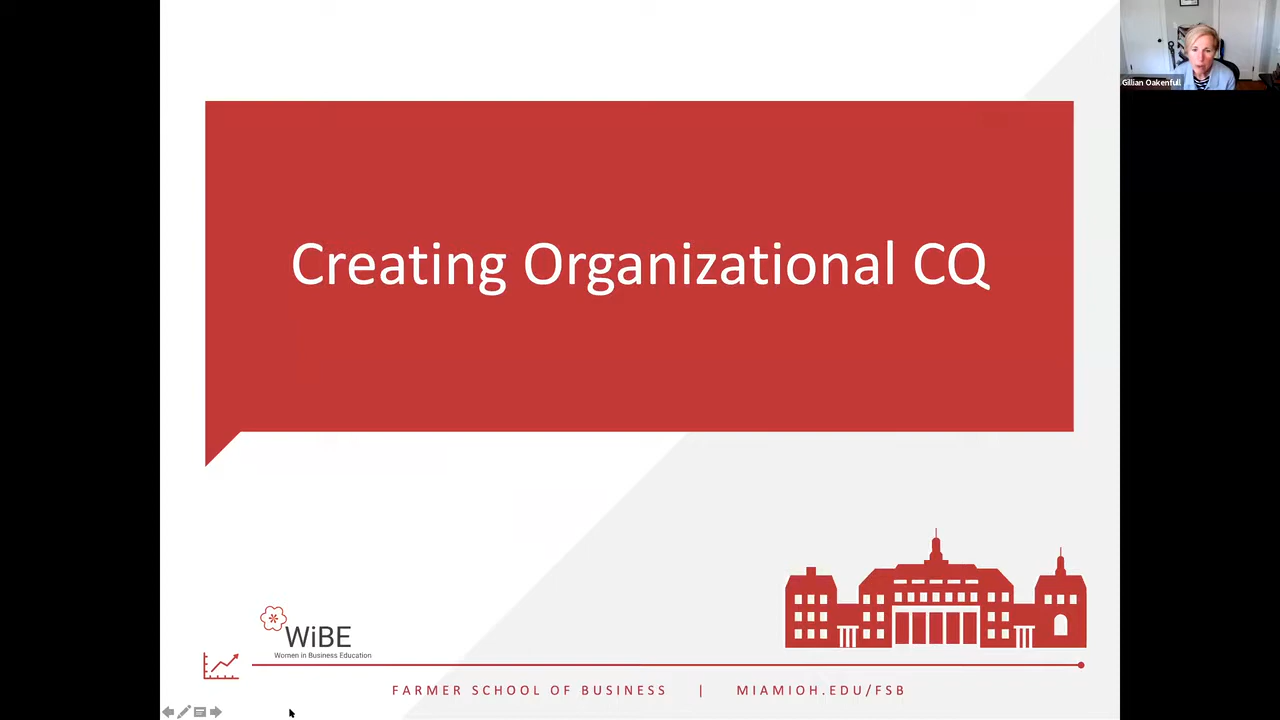 Gillian Oakenfull
Creating Organizational CQ
WiBE
Women in Business Education
FARMER SCHOOL OF BUSINESS | MIAMIOH.EDU/FSB